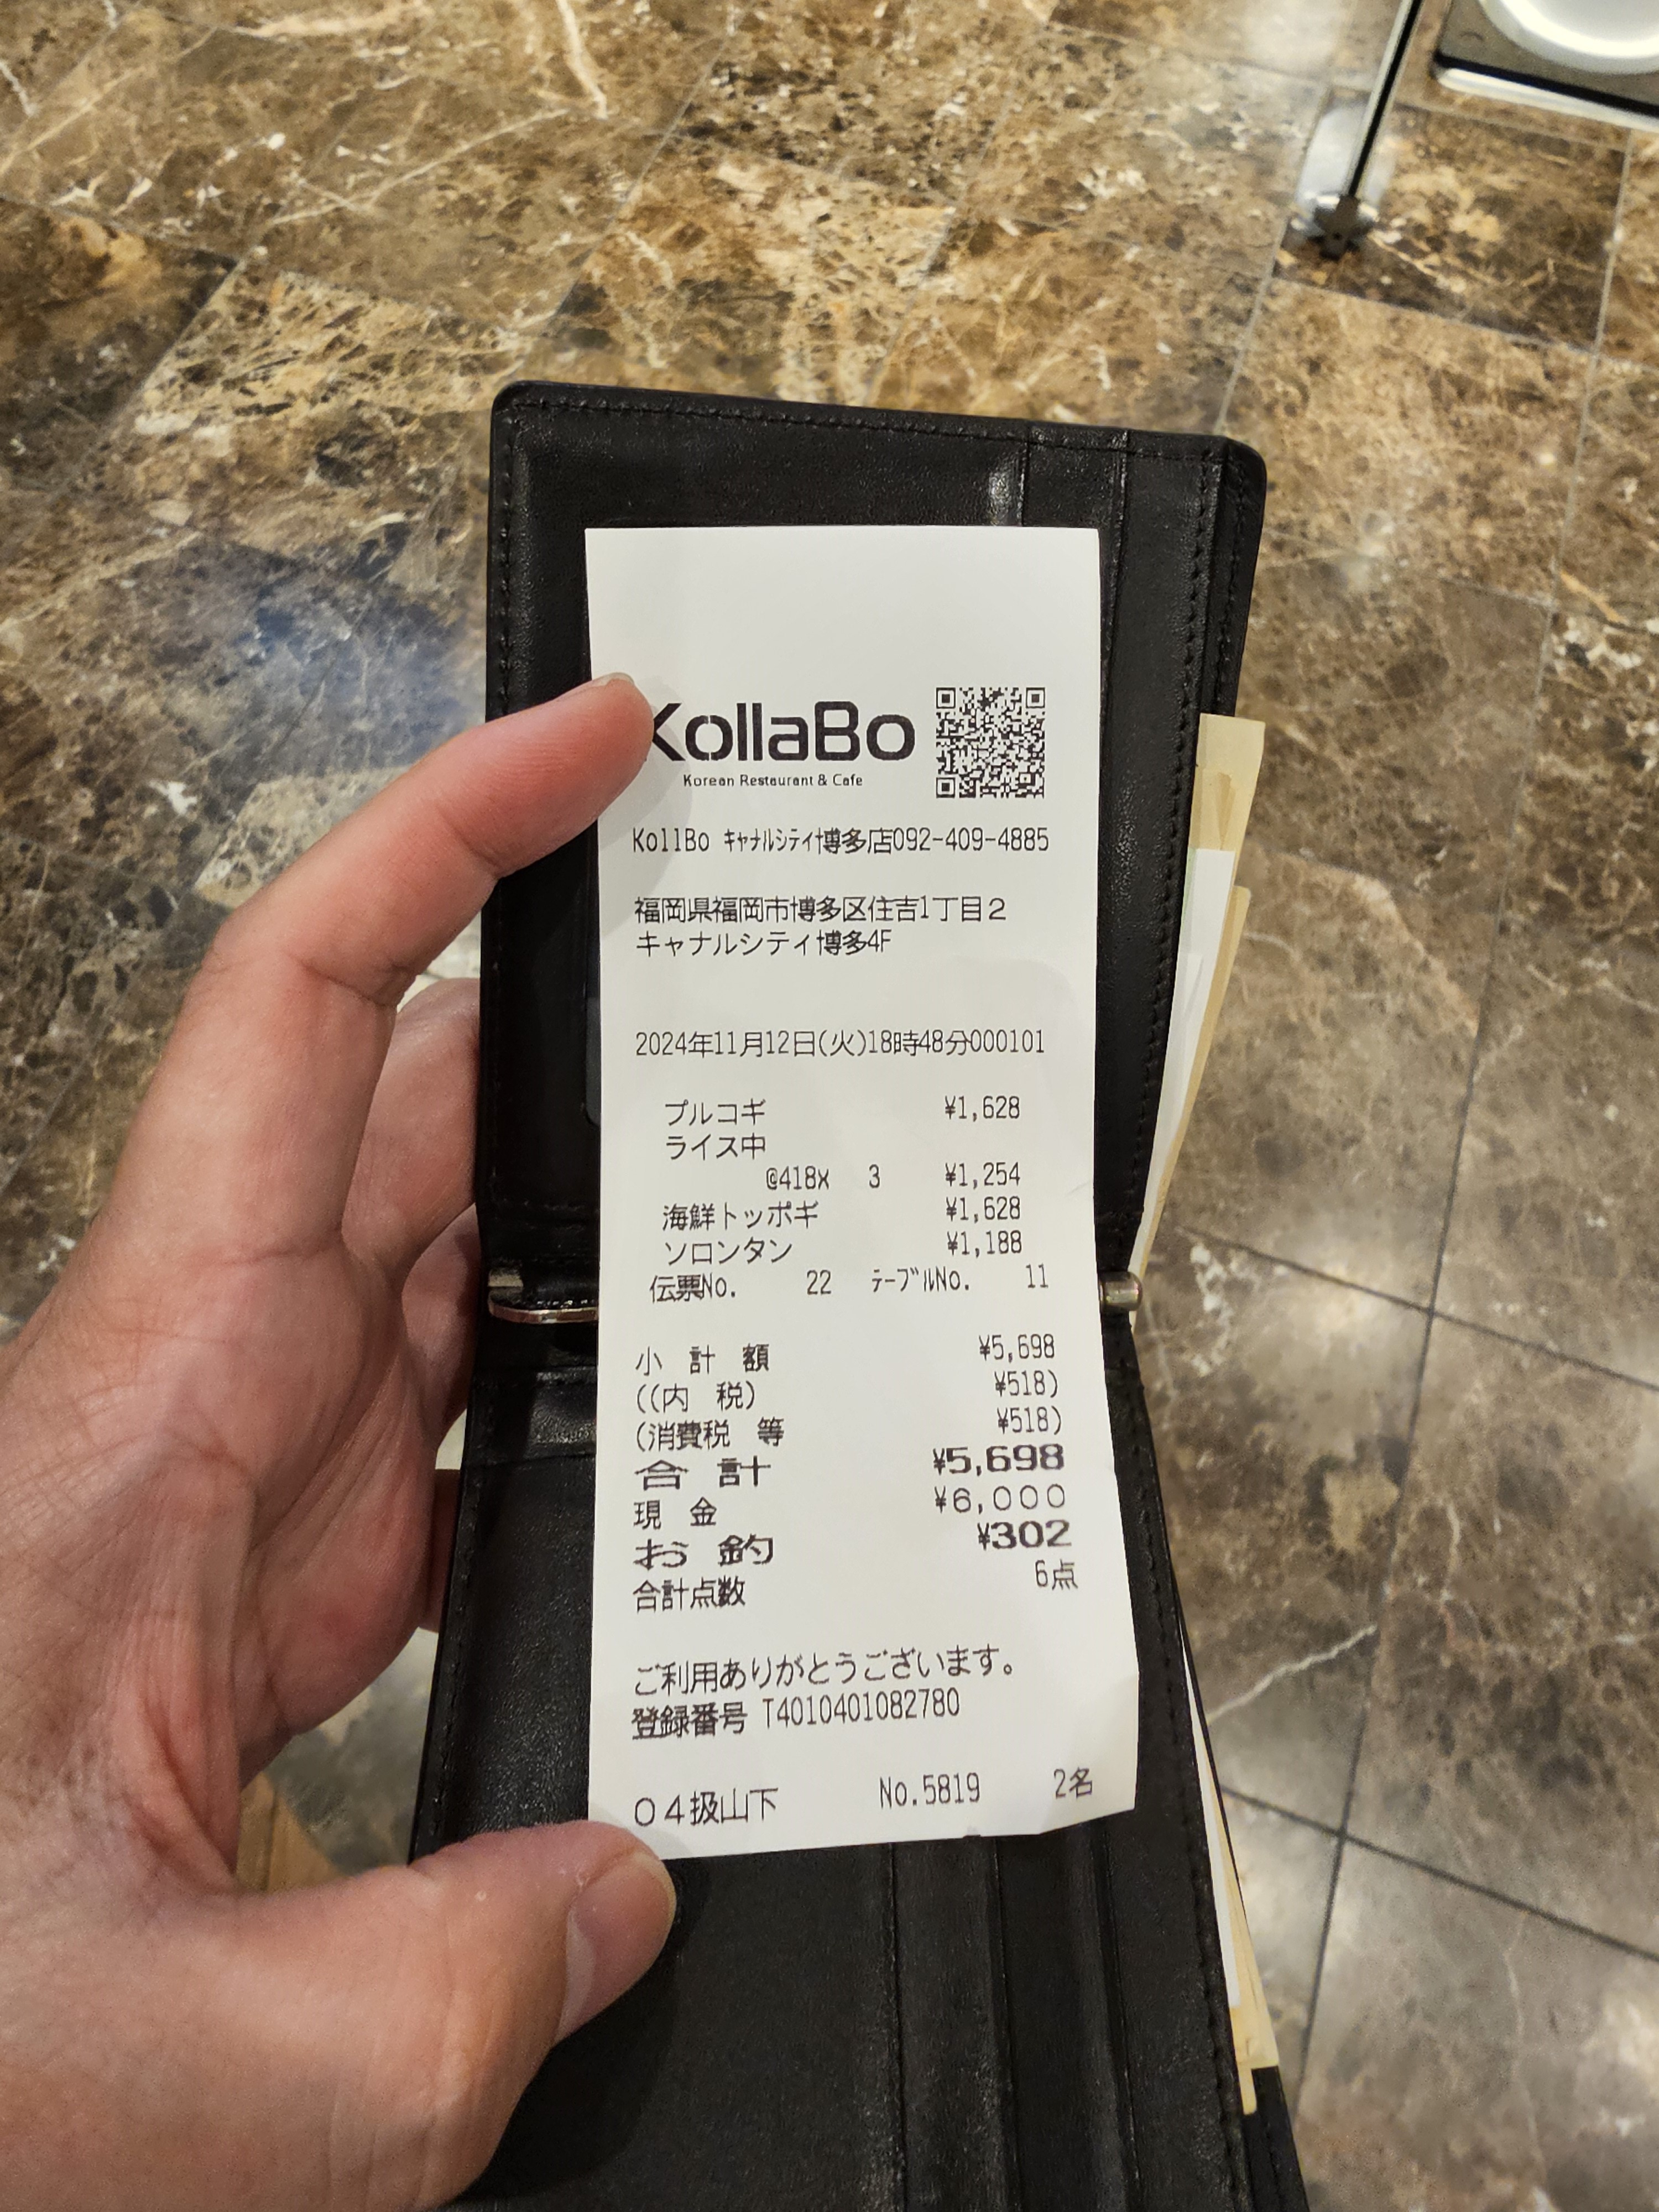 KollaBo
Korean Restaurant & Cafe
KollBo ｷｬﾅﾙｼﾃｨ博多店092-409-4885
福岡県福岡市博多区住吉1丁目２
キャナルシティ博多4F
2024年11月12日(火)18時48分000101
プルコギ ¥1,628
ライス中
@418x 3 ¥1,254
海鮮トッポギ ¥1,628
ソロンタン ¥1,188
伝票No. 22 ﾃｰﾌﾞﾙNo. 11
小 計 額 ¥5,698
((内 税) ¥518)
(消費税 等 ¥518)
合 計 ¥5,698
現 金 ¥6,000
お 釣 ¥302
合計点数 6点
ご利用ありがとうございます。
登録番号 T4010401082780
０４扱山下 No.5819 2名